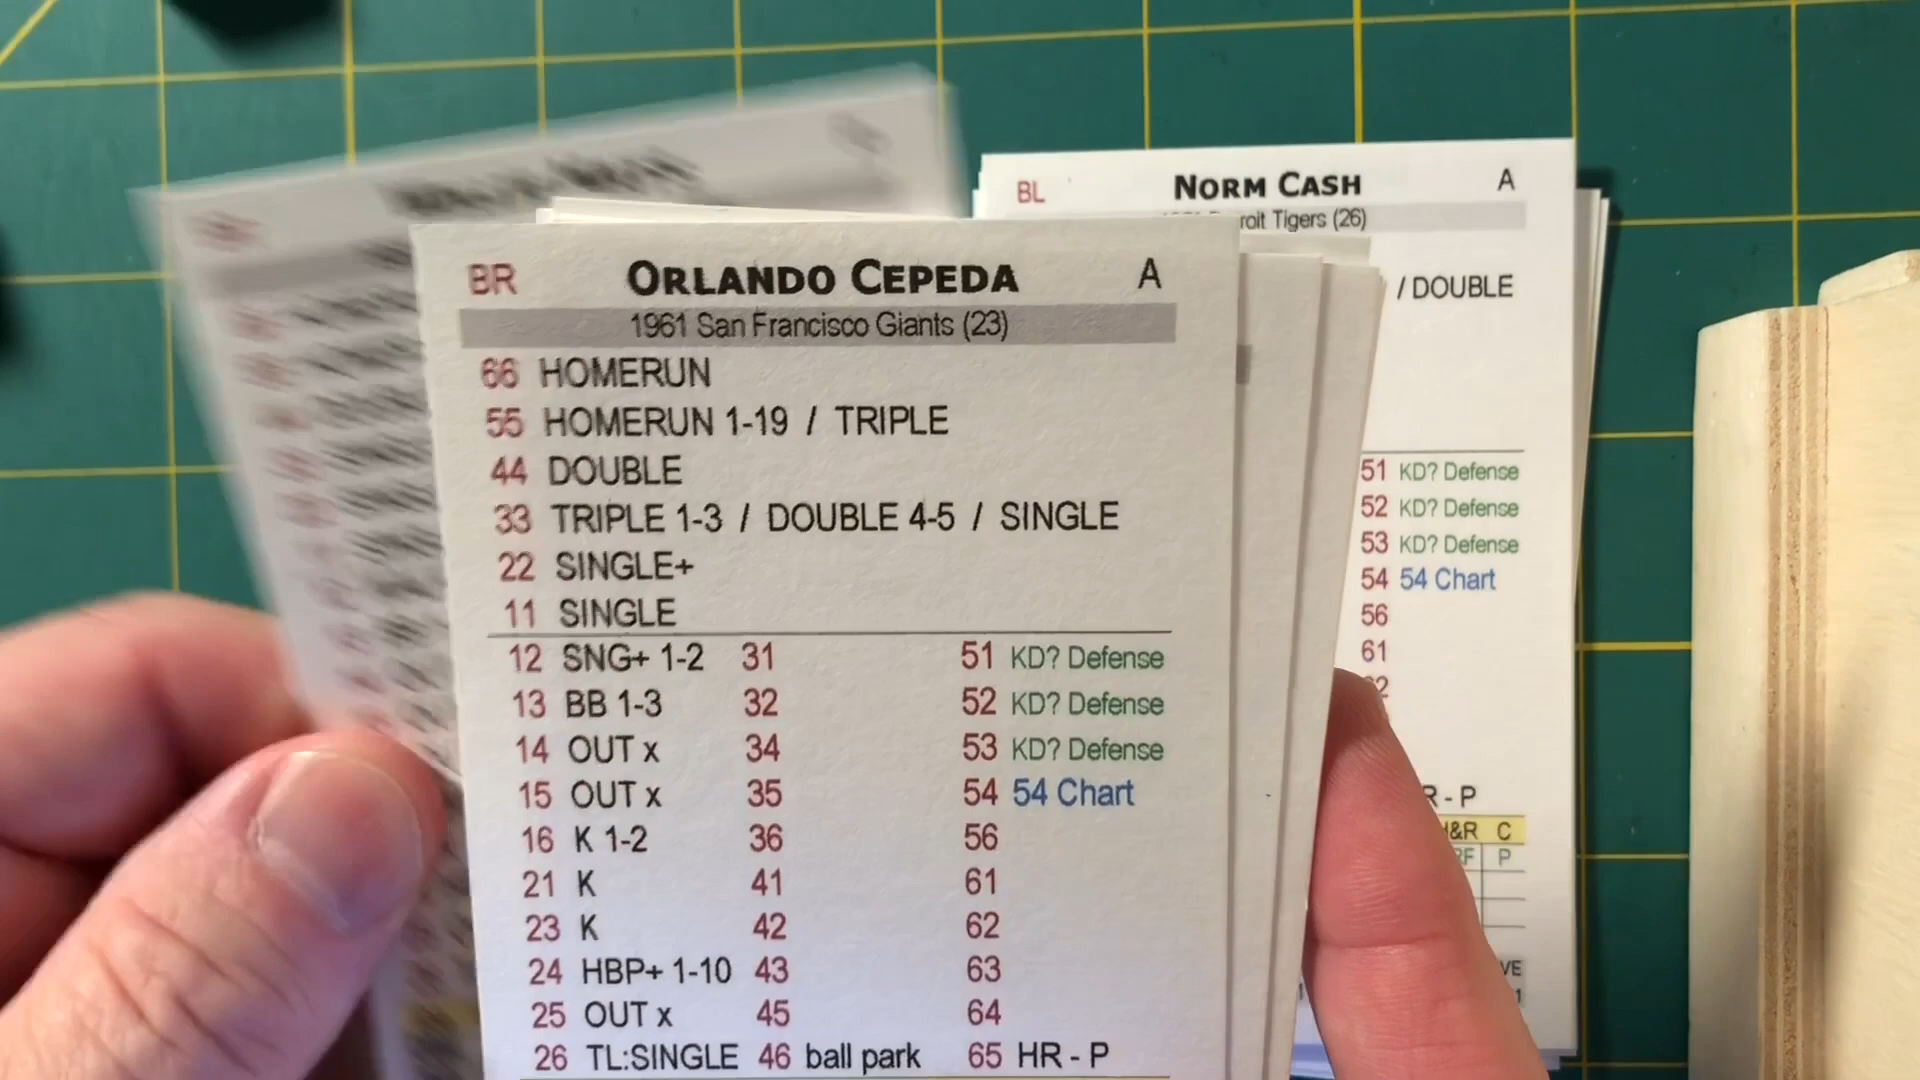 BR ORLANDO CEPEDA A
1961 San Francisco Giants (23)
66 HOMERUN
55 HOMERUN 1-19 / TRIPLE
44 DOUBLE
33 TRIPLE 1-3 / DOUBLE 4-5 / SINGLE
22 SINGLE+
11 SINGLE
12 SNG+ 1-2 31 51 KD? Defense
13 BB 1-3 32 52 KD? Defense
14 OUT x 34 53 KD? Defense
15 OUT x 35 54 54 Chart
16 K 1-2 36 56
21 K 41 61
23 K 42 62
24 HBP+ 1-10 43 63
25 OUT x 45 64
26 TL:SINGLE 46 ball park 65 HR - P
BL NORM CASH A
Tigers (26)
/ DOUBLE
51 KD? Defense
52 KD? Defense
53 KD? Defense
54 54 Chart
56
61
- P
H&R C
P